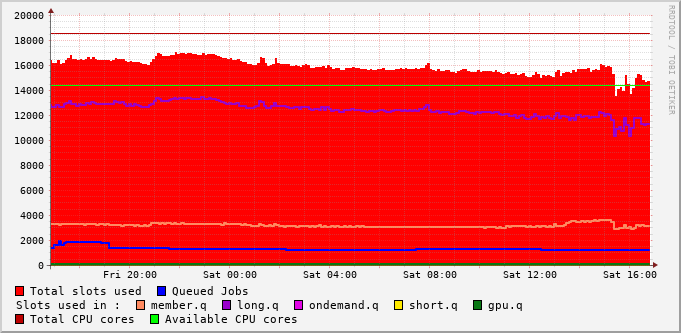 20000
18000
16000
14000
12000
10000
8000
6000
4000
2000
0
Fri 20:00 Sat 00:00 Sat 04:00 Sat 08:00 Sat 12:00 Sat 16:00
RRDTOOL / TOBI OETIKER
Total slots used Queued Jobs
Slots used in : member.q long.q ondemand.q short.q gpu.q
Total CPU cores Available CPU cores